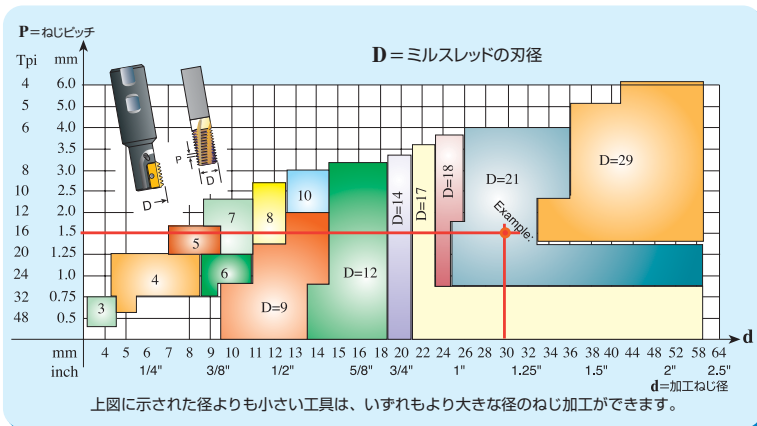 P=ねじピッチ
D=ミルスレッドの刃径
Tpi mm
4 6.0
5 5.0
6 4.0
3.5
8 3.0
10 2.5
12 2.0
16 1.5
20 1.25
24 1.0
32 0.75
48 0.5
P
D
D
3
4
5
6
7
8
10
D=9
D=12
D=14
D=17
D=18
D=21
D=29
Example:
d
mm 4 5 6 7 8 9 10 11 12 13 14 15 16 18 20 22 24 26 28 30 32 34 36 38 40 44 48 52 58 64
inch 1/4" 3/8" 1/2" 5/8" 3/4" 1" 1.25" 1.5" 2" 2.5"
d=加工ねじ径
上図に示された径よりも小さい工具は、いずれもより大きな径のねじ加工ができます。